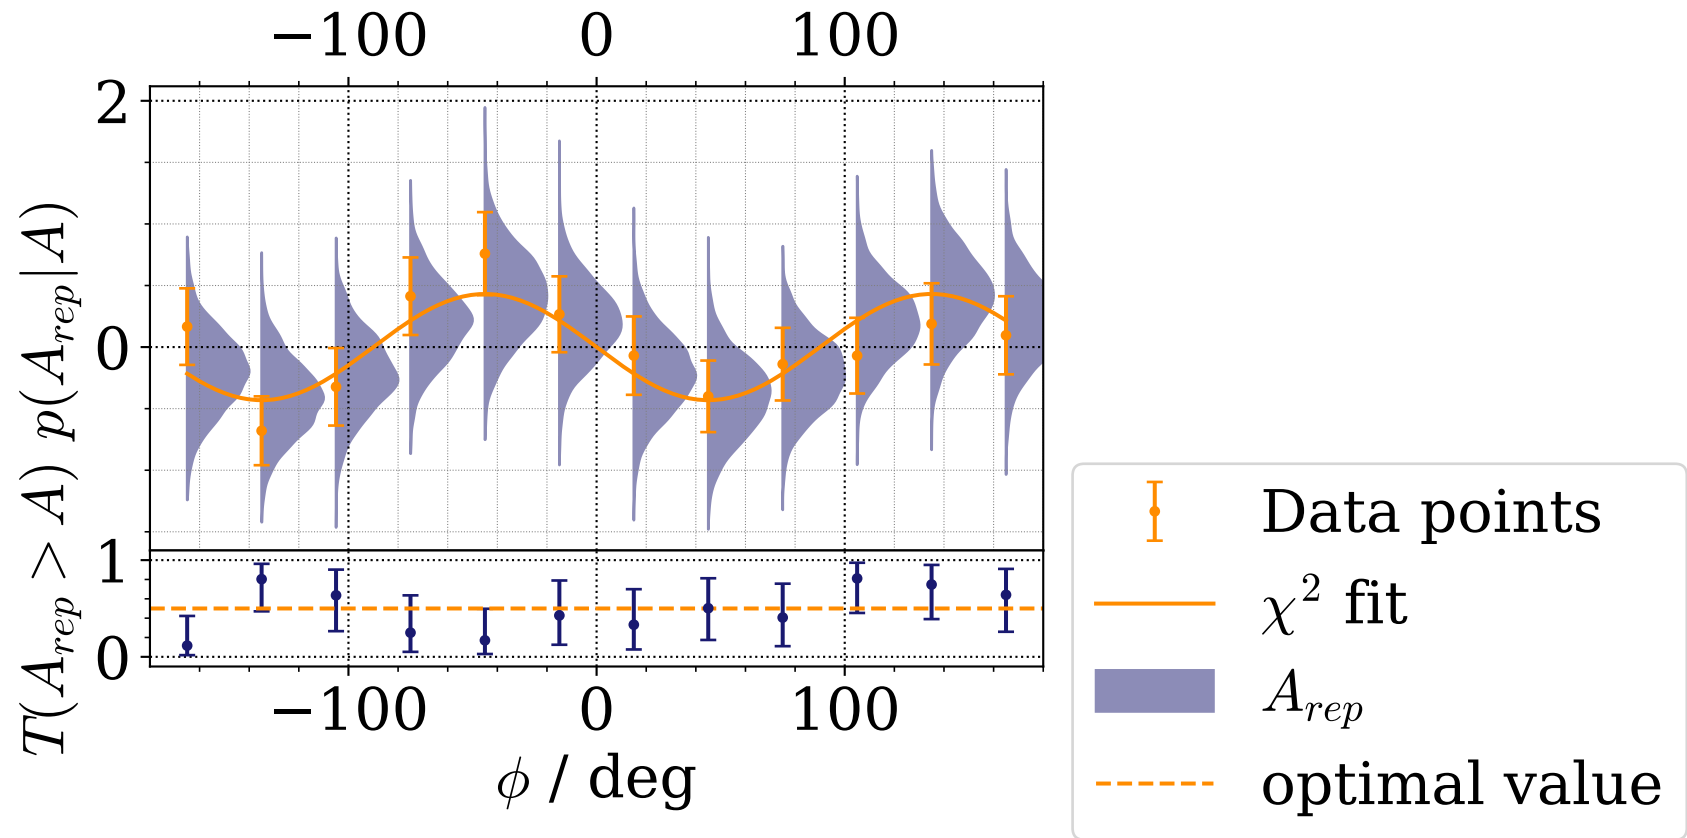 −100 0 100
2
0
p(A_rep|A)
1
0
T(A_rep > A)
−100 0 100
ϕ / deg
Data points
χ² fit
A_rep
optimal value